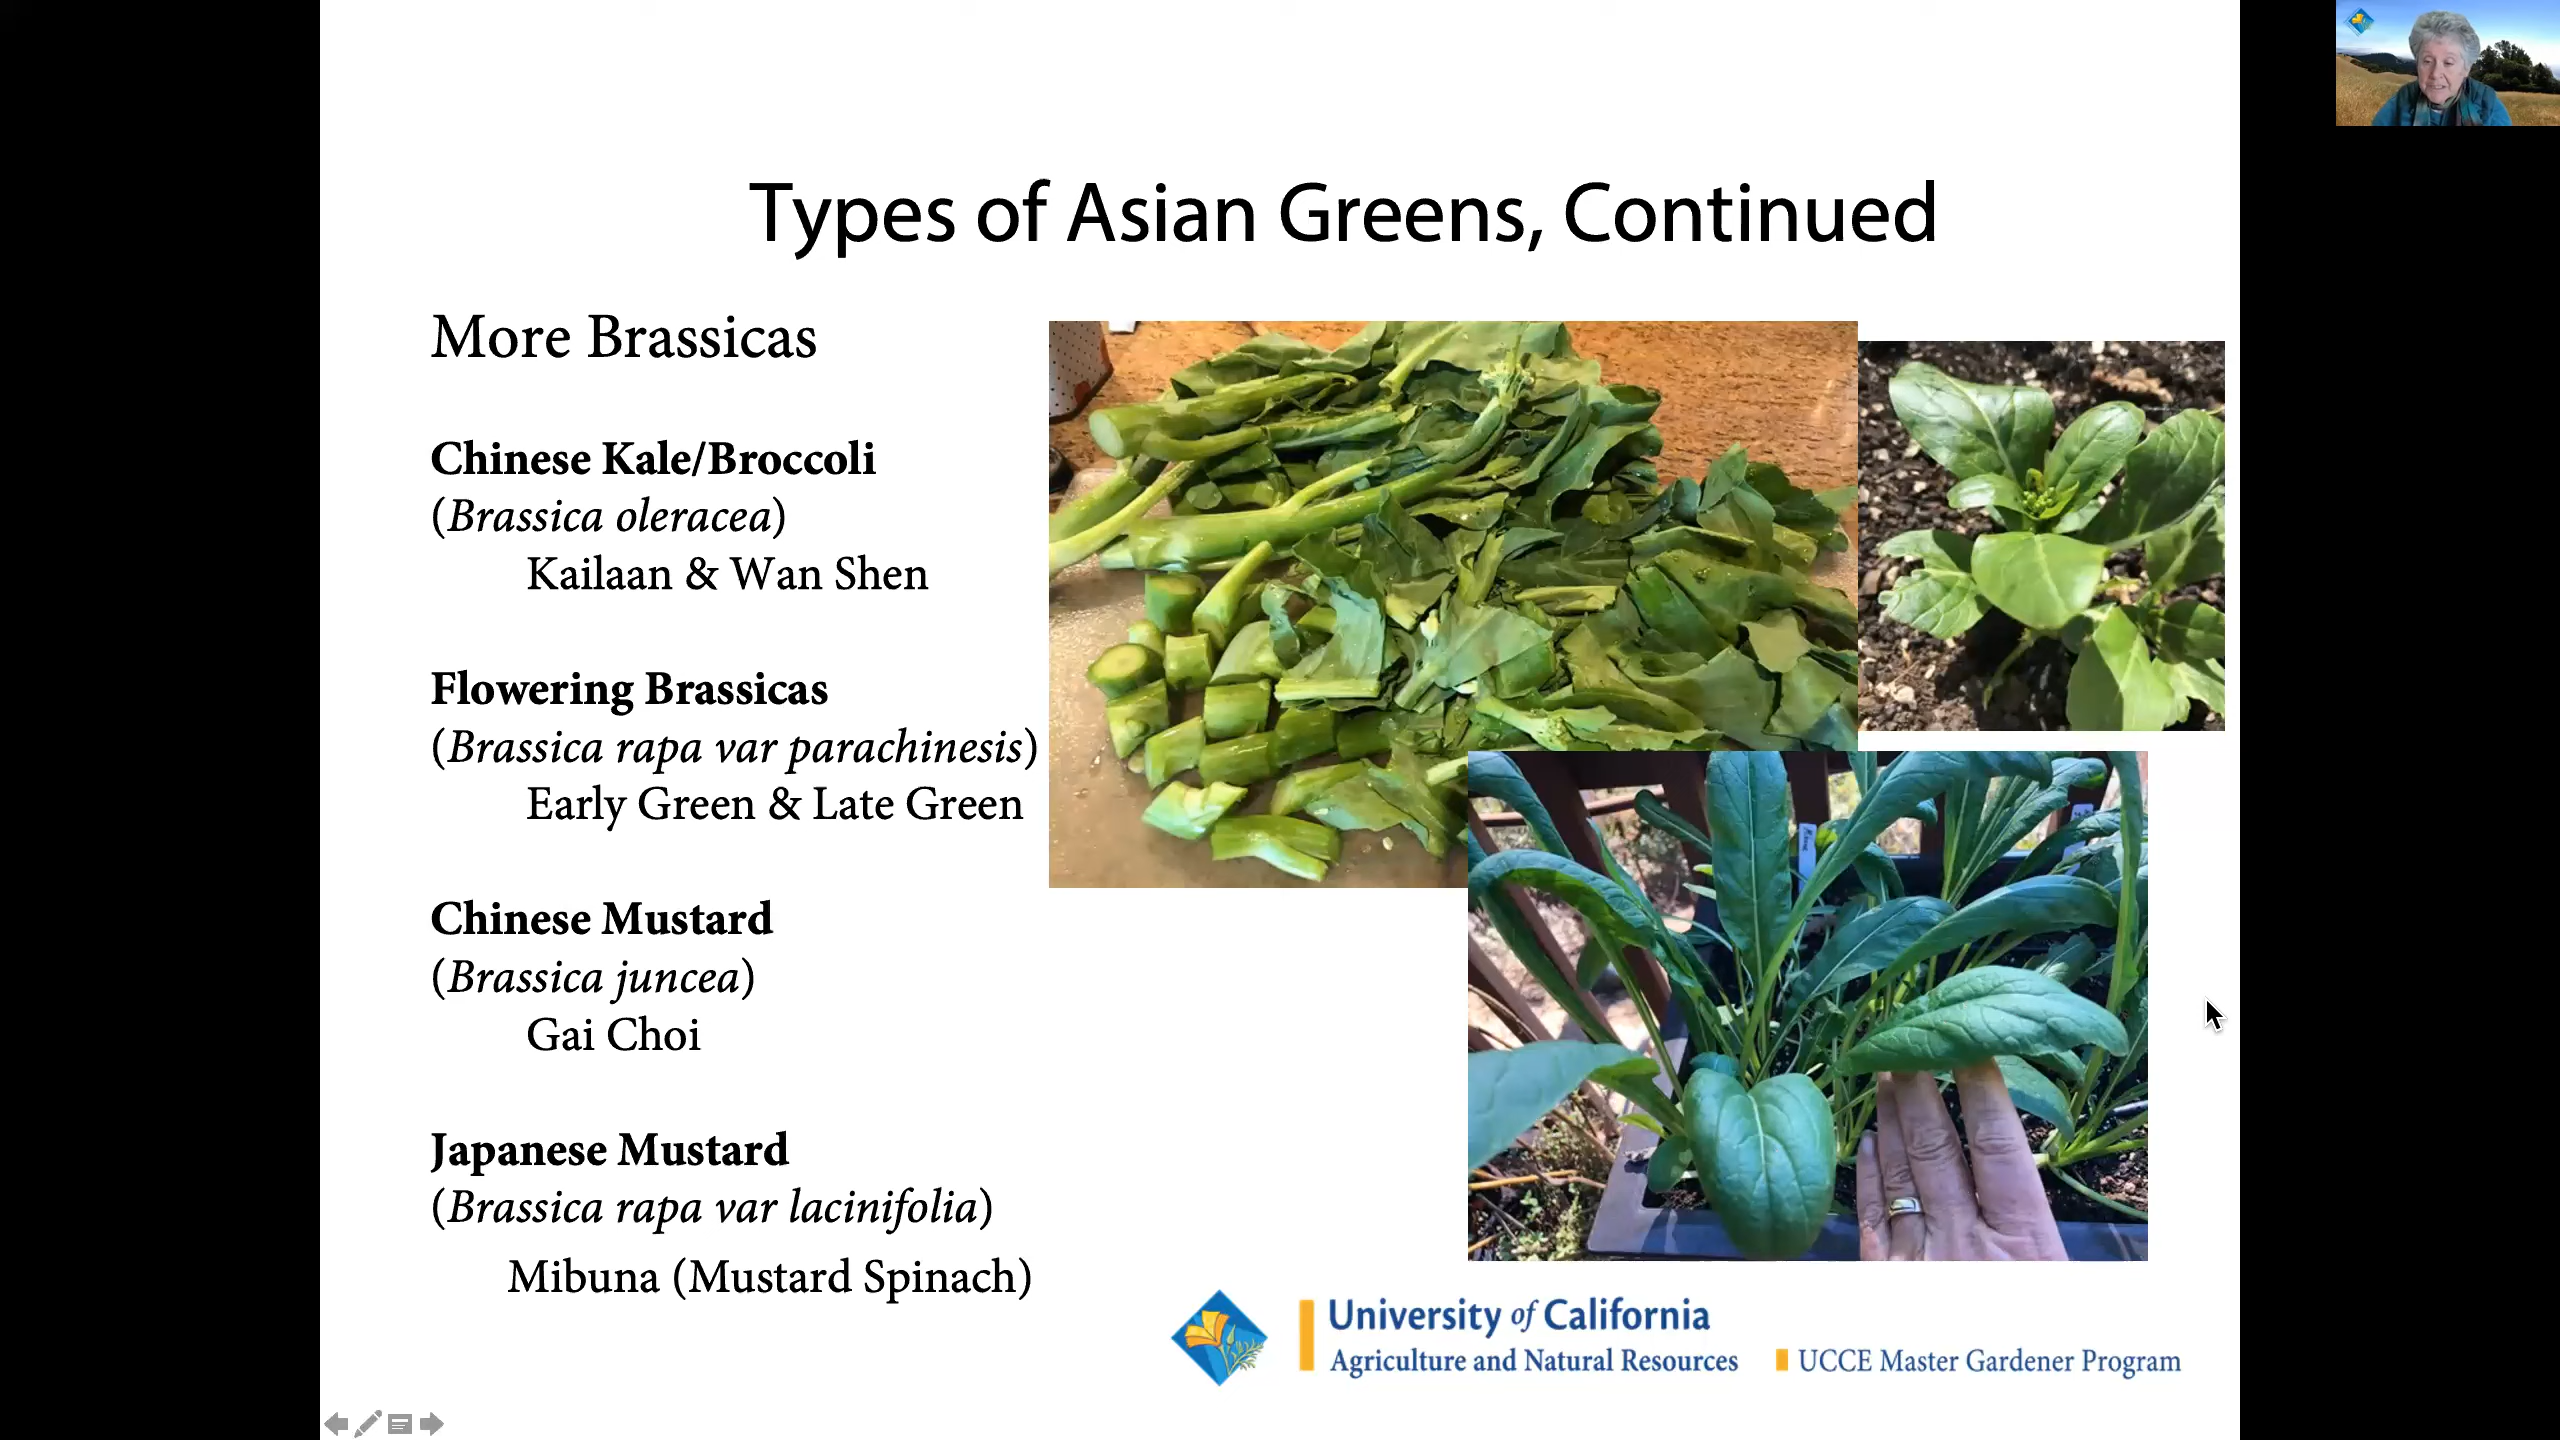 Types of Asian Greens, Continued
More Brassicas
Chinese Kale/Broccoli
(Brassica oleracea)
Kailaan & Wan Shen
Flowering Brassicas
(Brassica rapa var parachinesis)
Early Green & Late Green
Chinese Mustard
(Brassica juncea)
Gai Choi
Japanese Mustard
(Brassica rapa var lacinifolia)
Mibuna (Mustard Spinach)
University of California
Agriculture and Natural Resources
UCCE Master Gardener Program